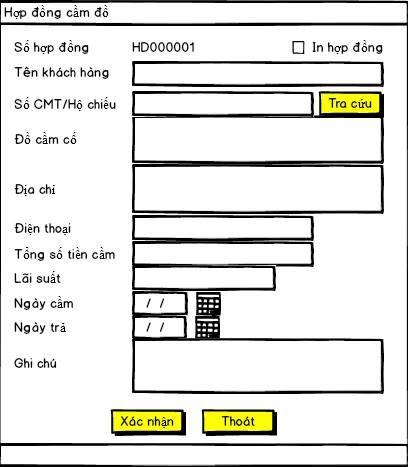 Hợp đồng cầm đồ
Số hợp đồng HD000001 In hợp đồng
Tên khách hàng
Số CMT/Hộ chiếu Tra cứu
Đồ cầm cố
Địa chỉ
Điện thoại
Tổng số tiền cầm
Lãi suất
Ngày cầm / /
Ngày trả / /
Ghi chú
Xác nhận Thoát